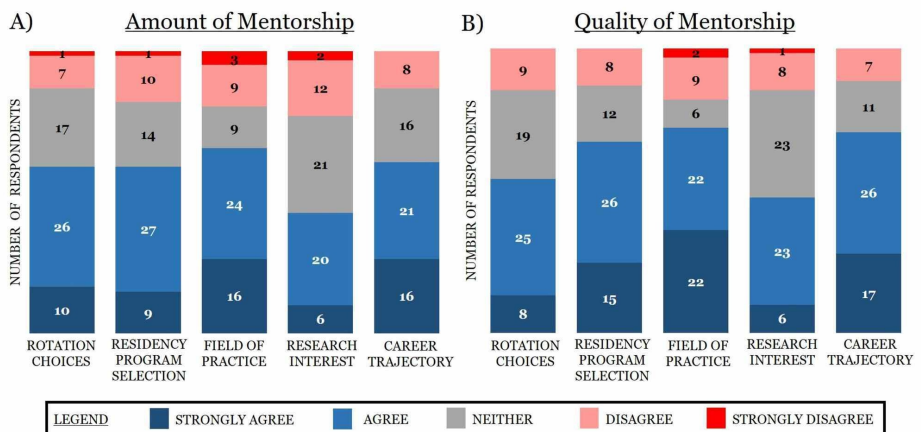 A)
Amount of Mentorship
NUMBER OF RESPONDENTS
1
7
17
26
10
1
10
14
27
9
3
9
9
24
16
2
12
21
20
6
8
16
21
16
ROTATION CHOICES
RESIDENCY PROGRAM SELECTION
FIELD OF PRACTICE
RESEARCH INTEREST
CAREER TRAJECTORY
B)
Quality of Mentorship
NUMBER OF RESPONDENTS
9
19
25
8
8
12
26
15
2
9
6
22
22
1
8
23
23
6
7
11
26
17
ROTATION CHOICES
RESIDENCY PROGRAM SELECTION
FIELD OF PRACTICE
RESEARCH INTEREST
CAREER TRAJECTORY
LEGEND
STRONGLY AGREE
AGREE
NEITHER
DISAGREE
STRONGLY DISAGREE